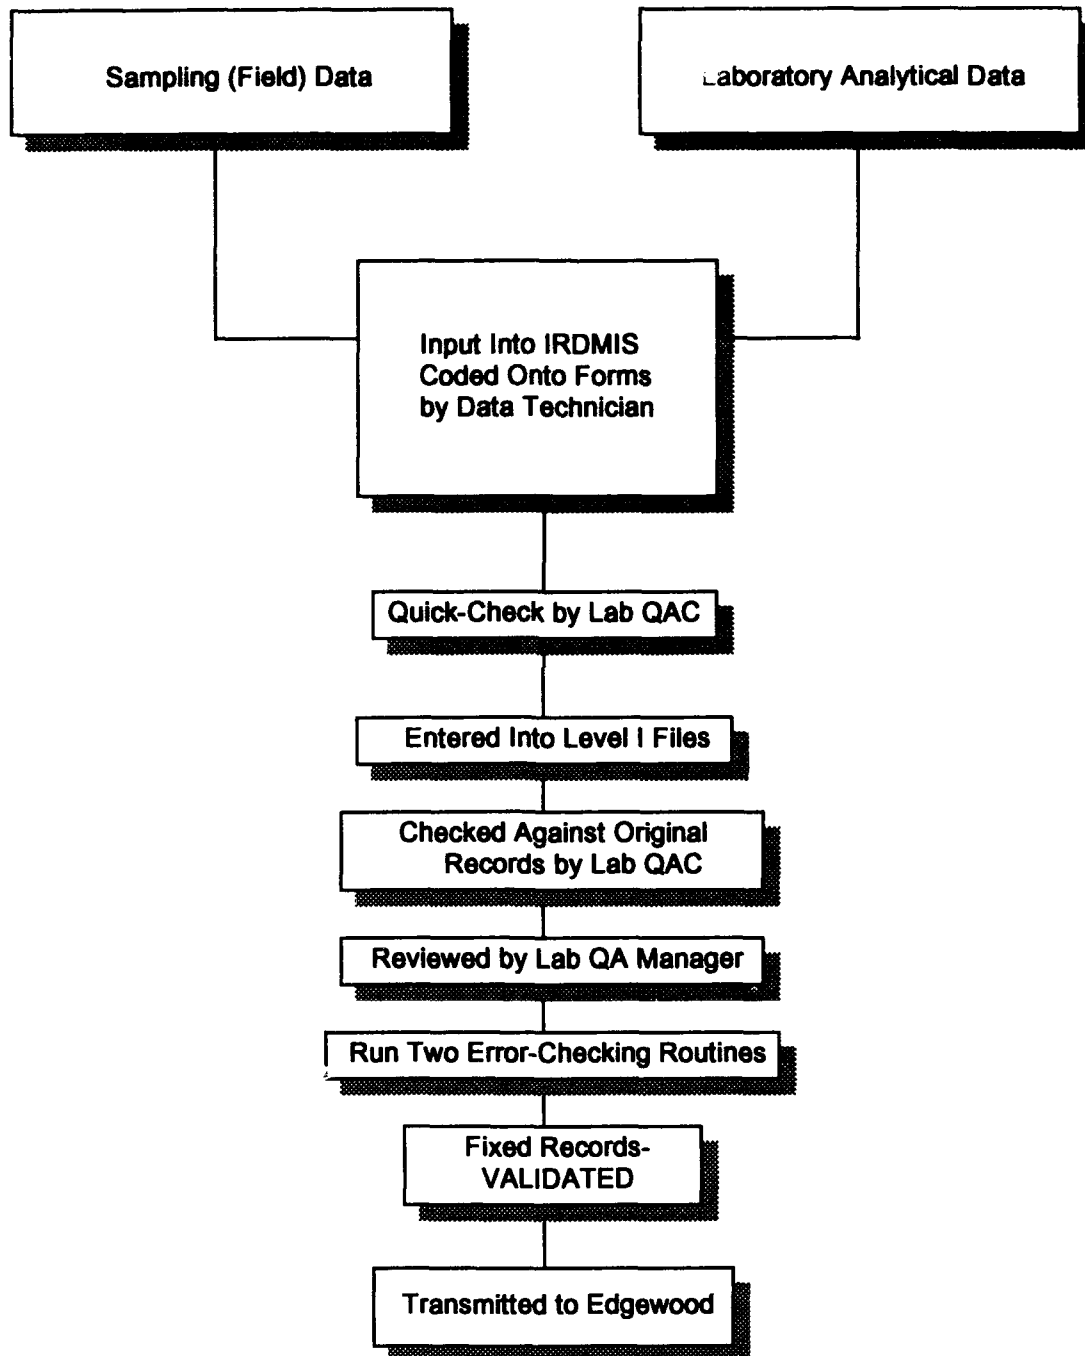 Sampling (Field) Data
Laboratory Analytical Data
Input Into IRDMIS
Coded Onto Forms
by Data Technician
Quick-Check by Lab QAC
Entered Into Level I Files
Checked Against Original
Records by Lab QAC
Reviewed by Lab QA Manager
Run Two Error-Checking Routines
Fixed Records-
VALIDATED
Transmitted to Edgewood